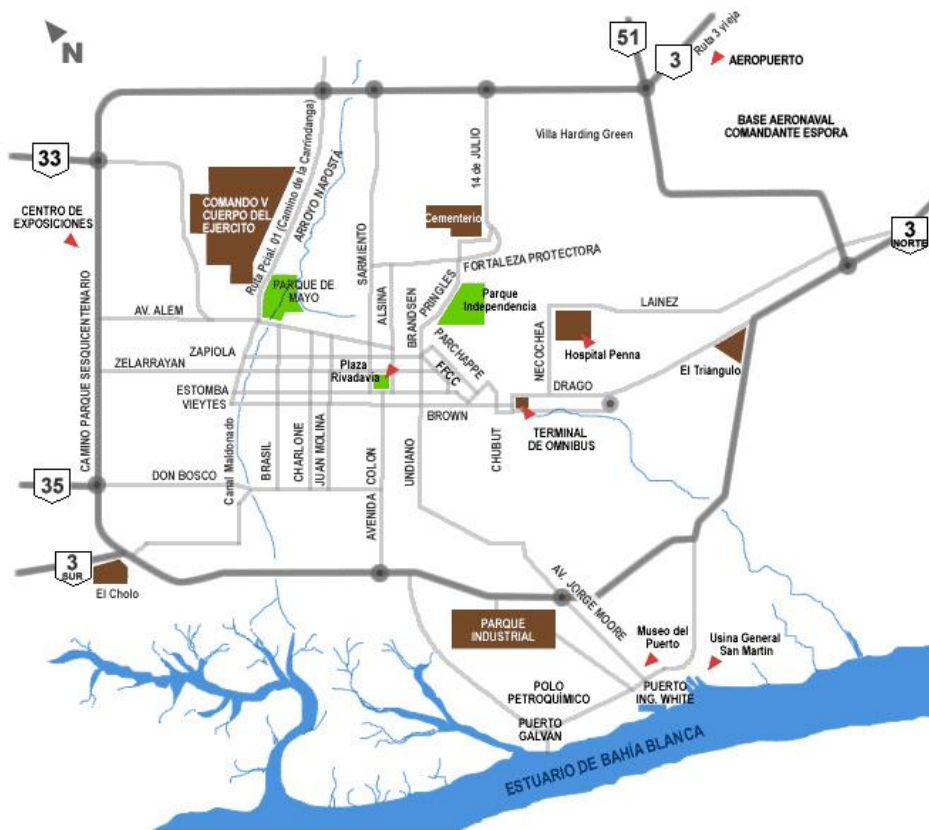 N
51
3
Ruta 3 vieja
AEROPUERTO
BASE AERONAVAL
COMANDANTE ESPORA
Villa Harding Green
33
CENTRO DE
EXPOSICIONES
COMANDO V
CUERPO DEL
EJERCITO
Ruta Pcial. 01 (Camino de la Carrindanga)
ARROYO NAPOSTÁ
SARMIENTO
14 de JULIO
Cementerio
3
NORTE
FORTALEZA PROTECTORA
PARQUE DE
MAYO
ALSINA
BRANDSEN
PRINGLES
Parque
Independencia
LAINEZ
AV. ALEM
CAMINO PARQUE SESQUICENTENARIO
ZAPIOLA
ZELARRAYAN
Plaza
Rivadavia
PARCHAPPE
FFCC
NECOCHEA
Hospital Penna
El Triángulo
ESTOMBA
VIEYTES
DRAGO
BROWN
TERMINAL
DE OMNIBUS
Canal Maldonado
BRASIL
CHARLONE
JUAN MOLINA
AVENIDA COLON
UNDIANO
CHUBUT
DON BOSCO
35
3
SUR
El Cholo
AV. JORGE MOORE
PARQUE
INDUSTRIAL
Museo del
Puerto
Usina General
San Martin
POLO
PETROQUÍMICO
PUERTO
ING. WHITE
PUERTO
GALVAN
ESTUARIO DE BAHÍA BLANCA